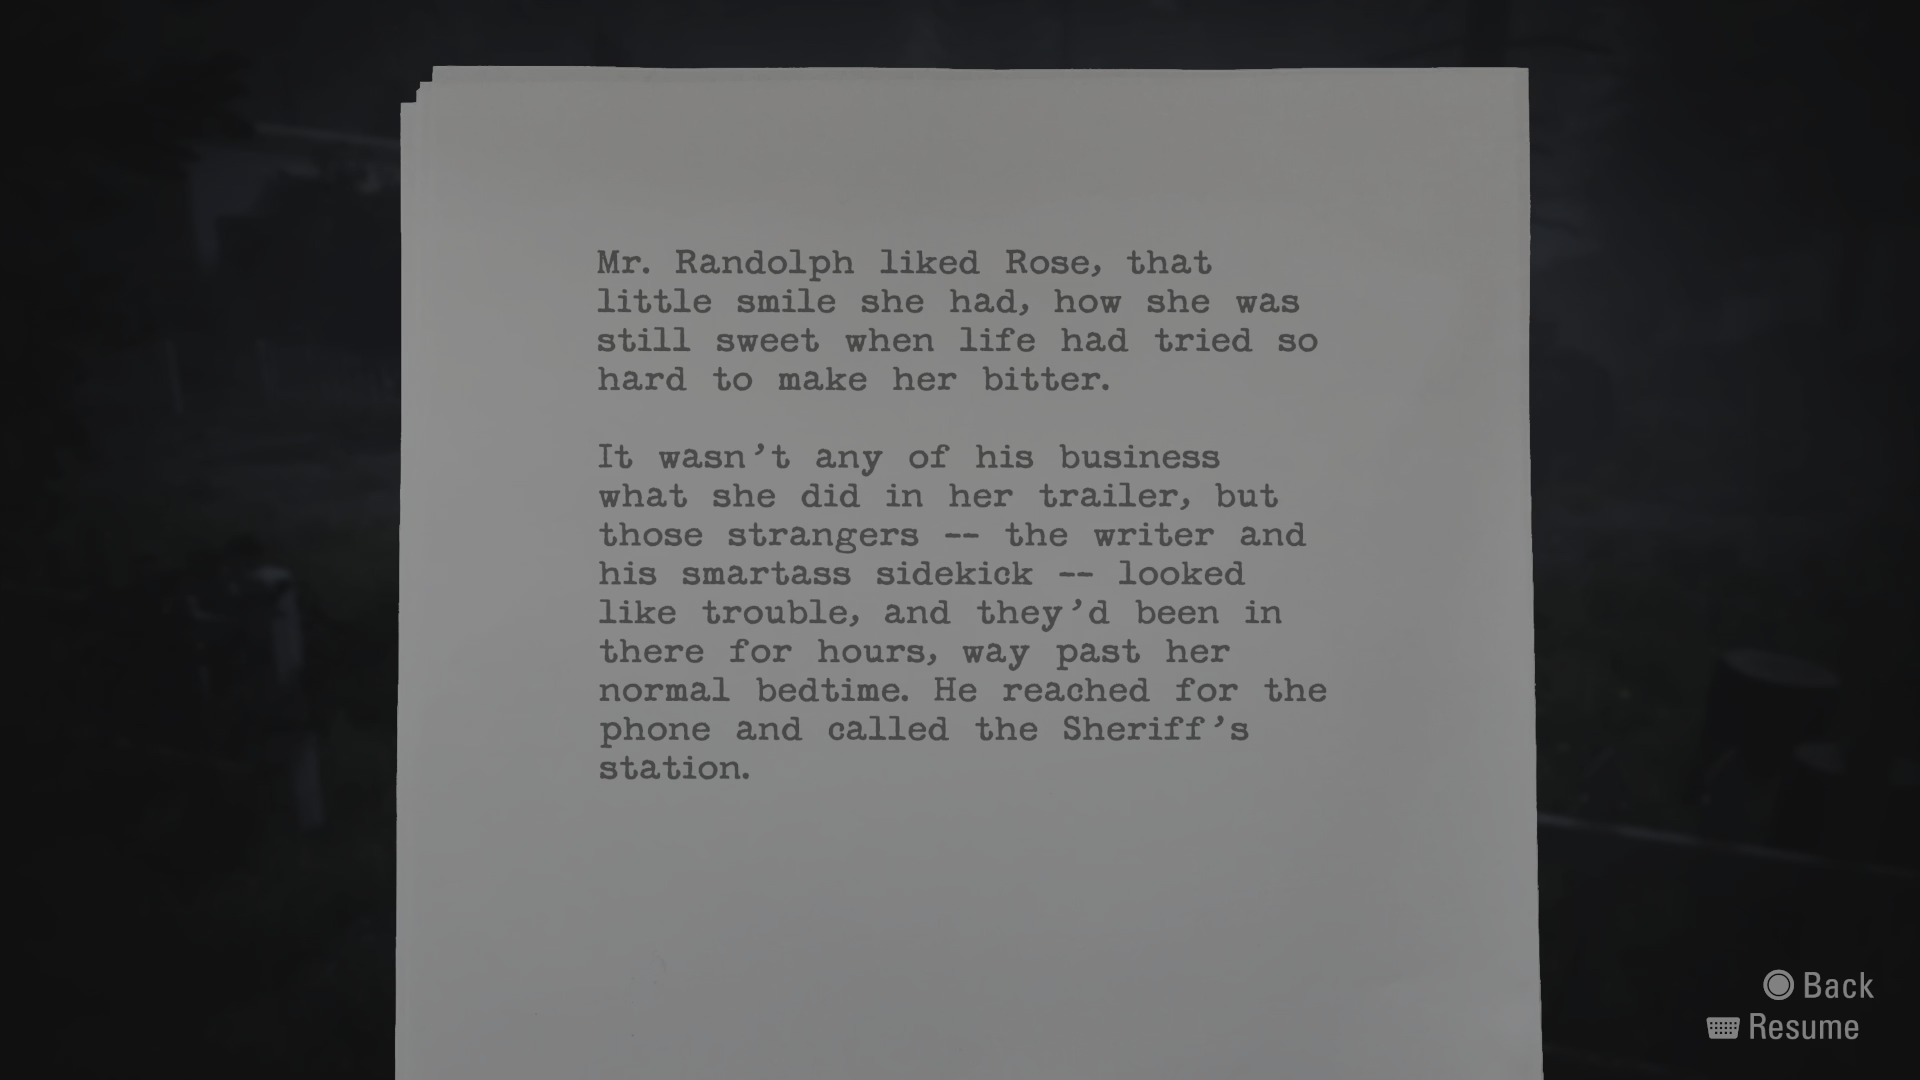 Mr. Randolph liked Rose, that
little smile she had, how she was
still sweet when life had tried so
hard to make her bitter.
It wasn't any of his business
what she did in her trailer, but
those strangers -- the writer and
his smartass sidekick -- looked
like trouble, and they'd been in
there for hours, way past her
normal bedtime. He reached for the
phone and called the Sheriff's
station.
Back
Resume